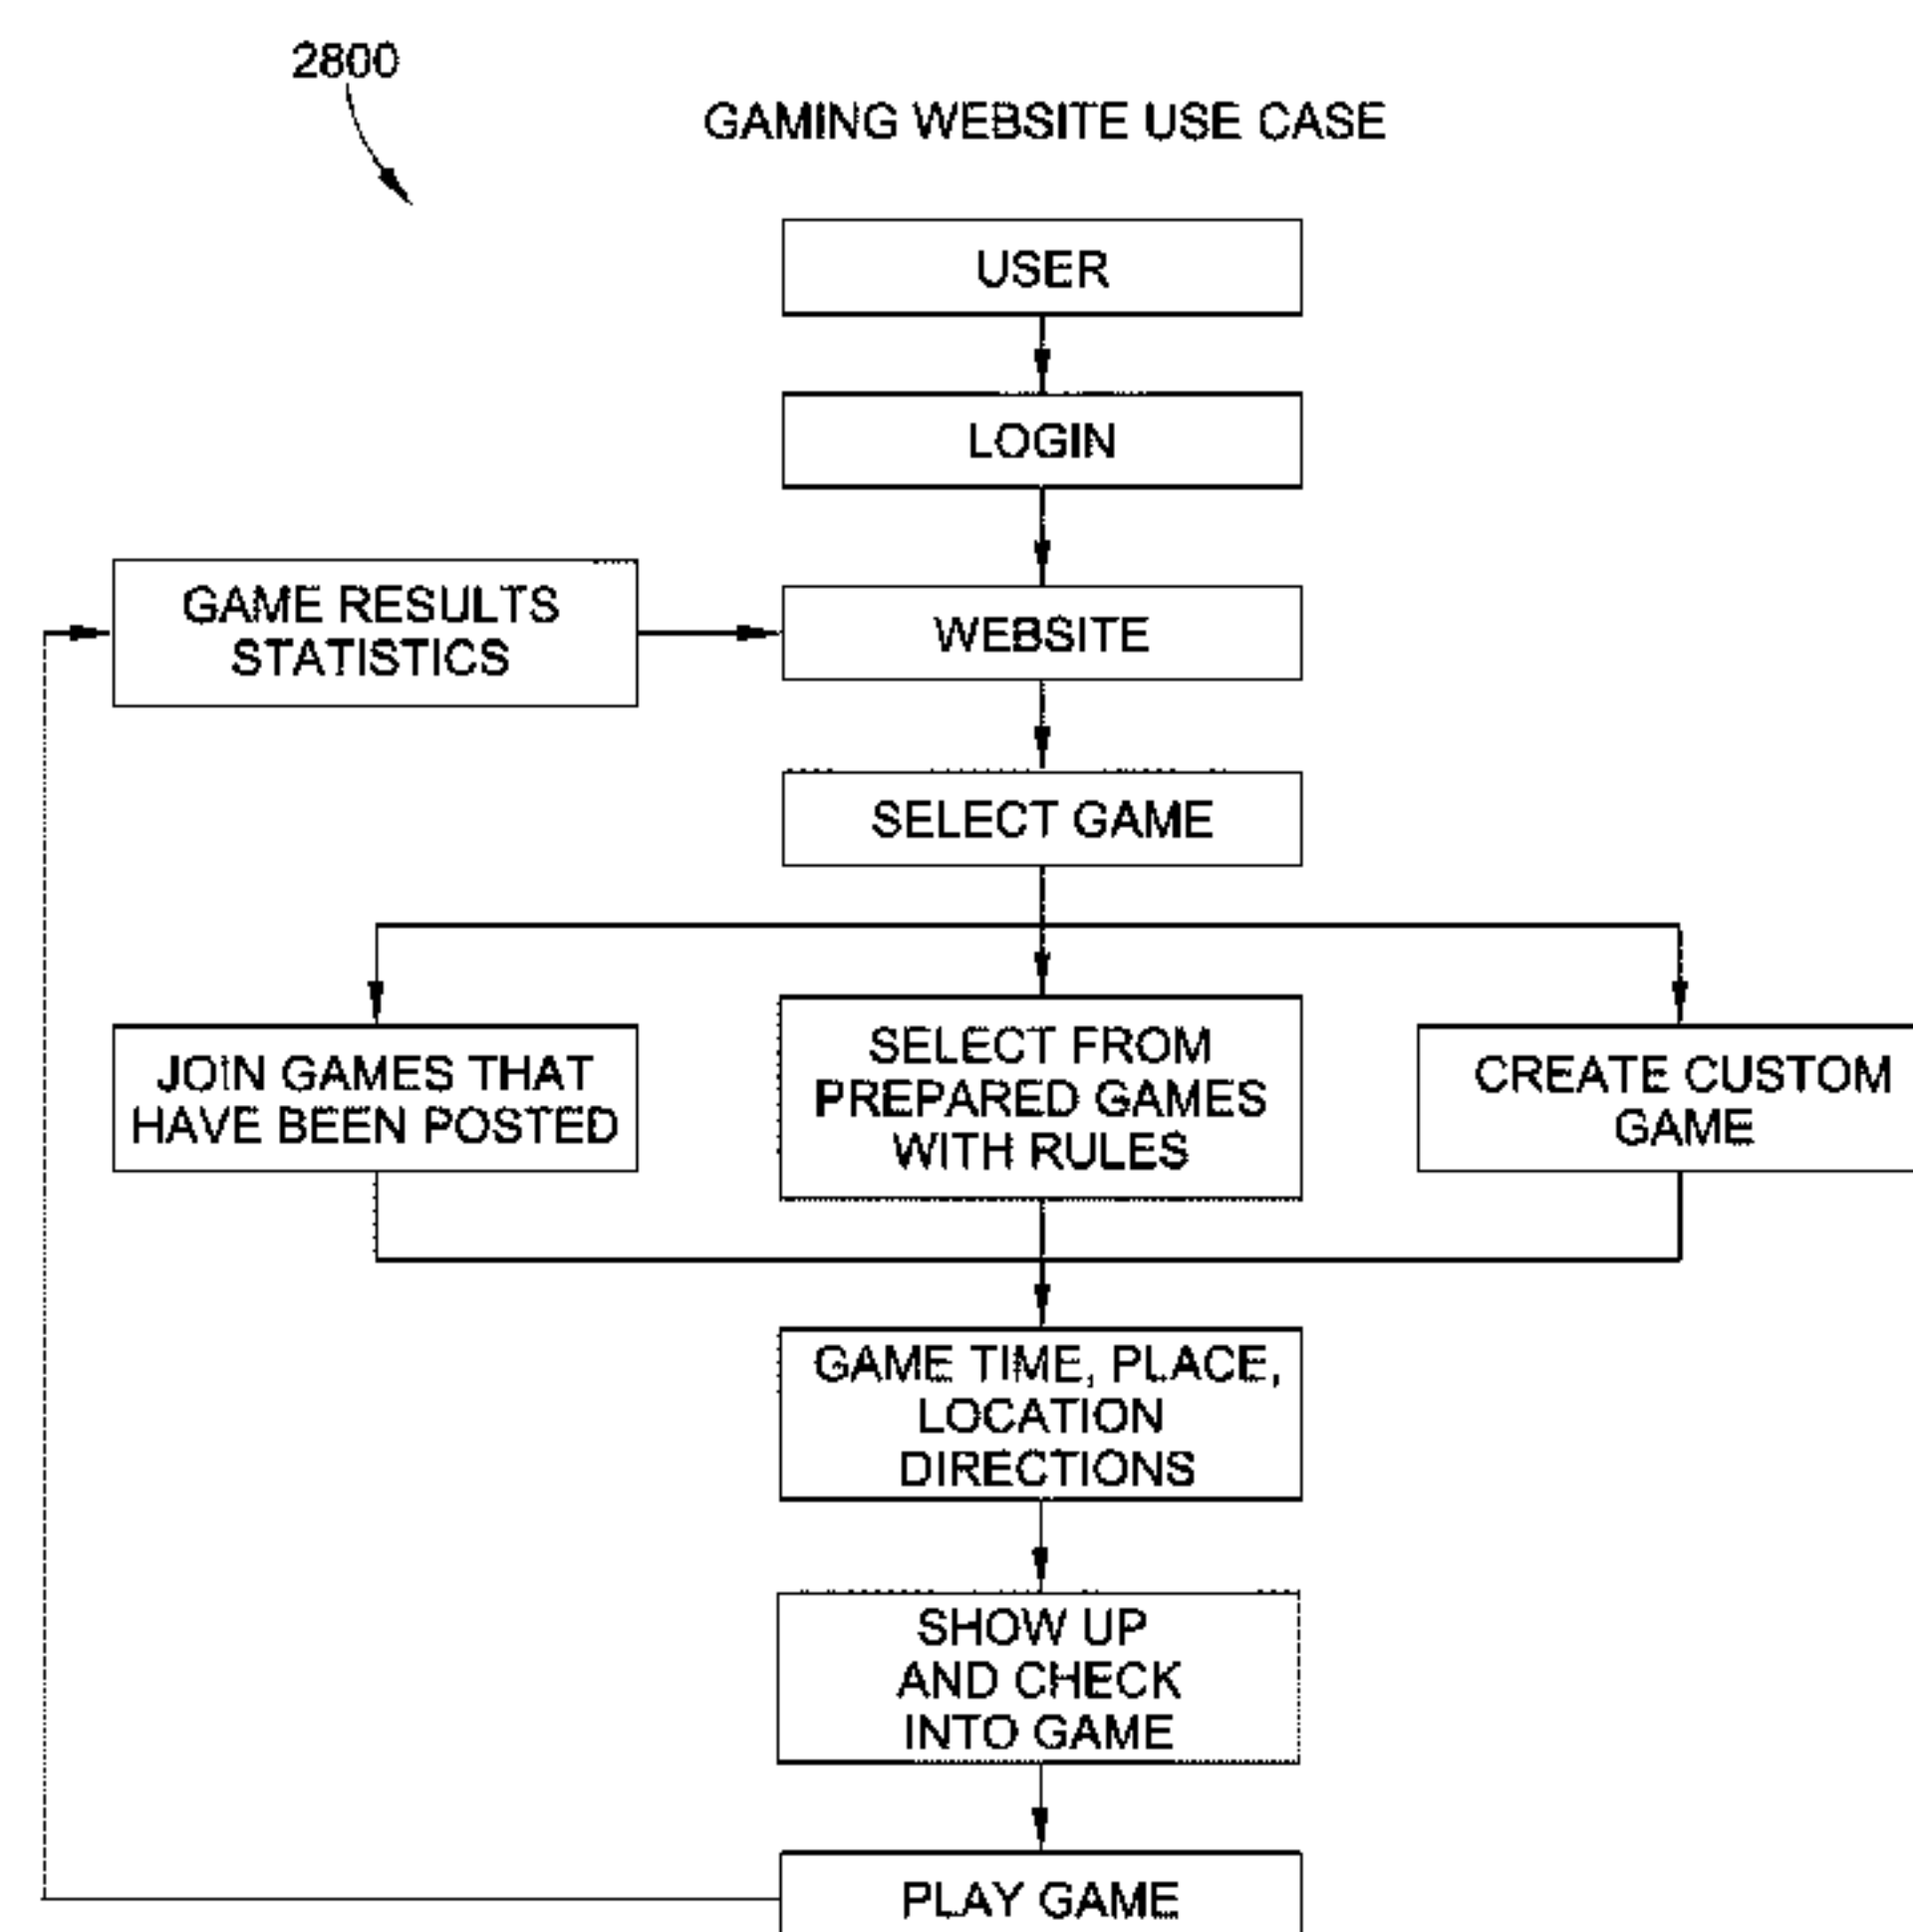 2800
GAMING WEBSITE USE CASE
USER
LOGIN
GAME RESULTS
STATISTICS
WEBSITE
SELECT GAME
JOIN GAMES THAT
HAVE BEEN POSTED
SELECT FROM
PREPARED GAMES
WITH RULES
CREATE CUSTOM
GAME
GAME TIME, PLACE,
LOCATION
DIRECTIONS
SHOW UP
AND CHECK
INTO GAME
PLAY GAME